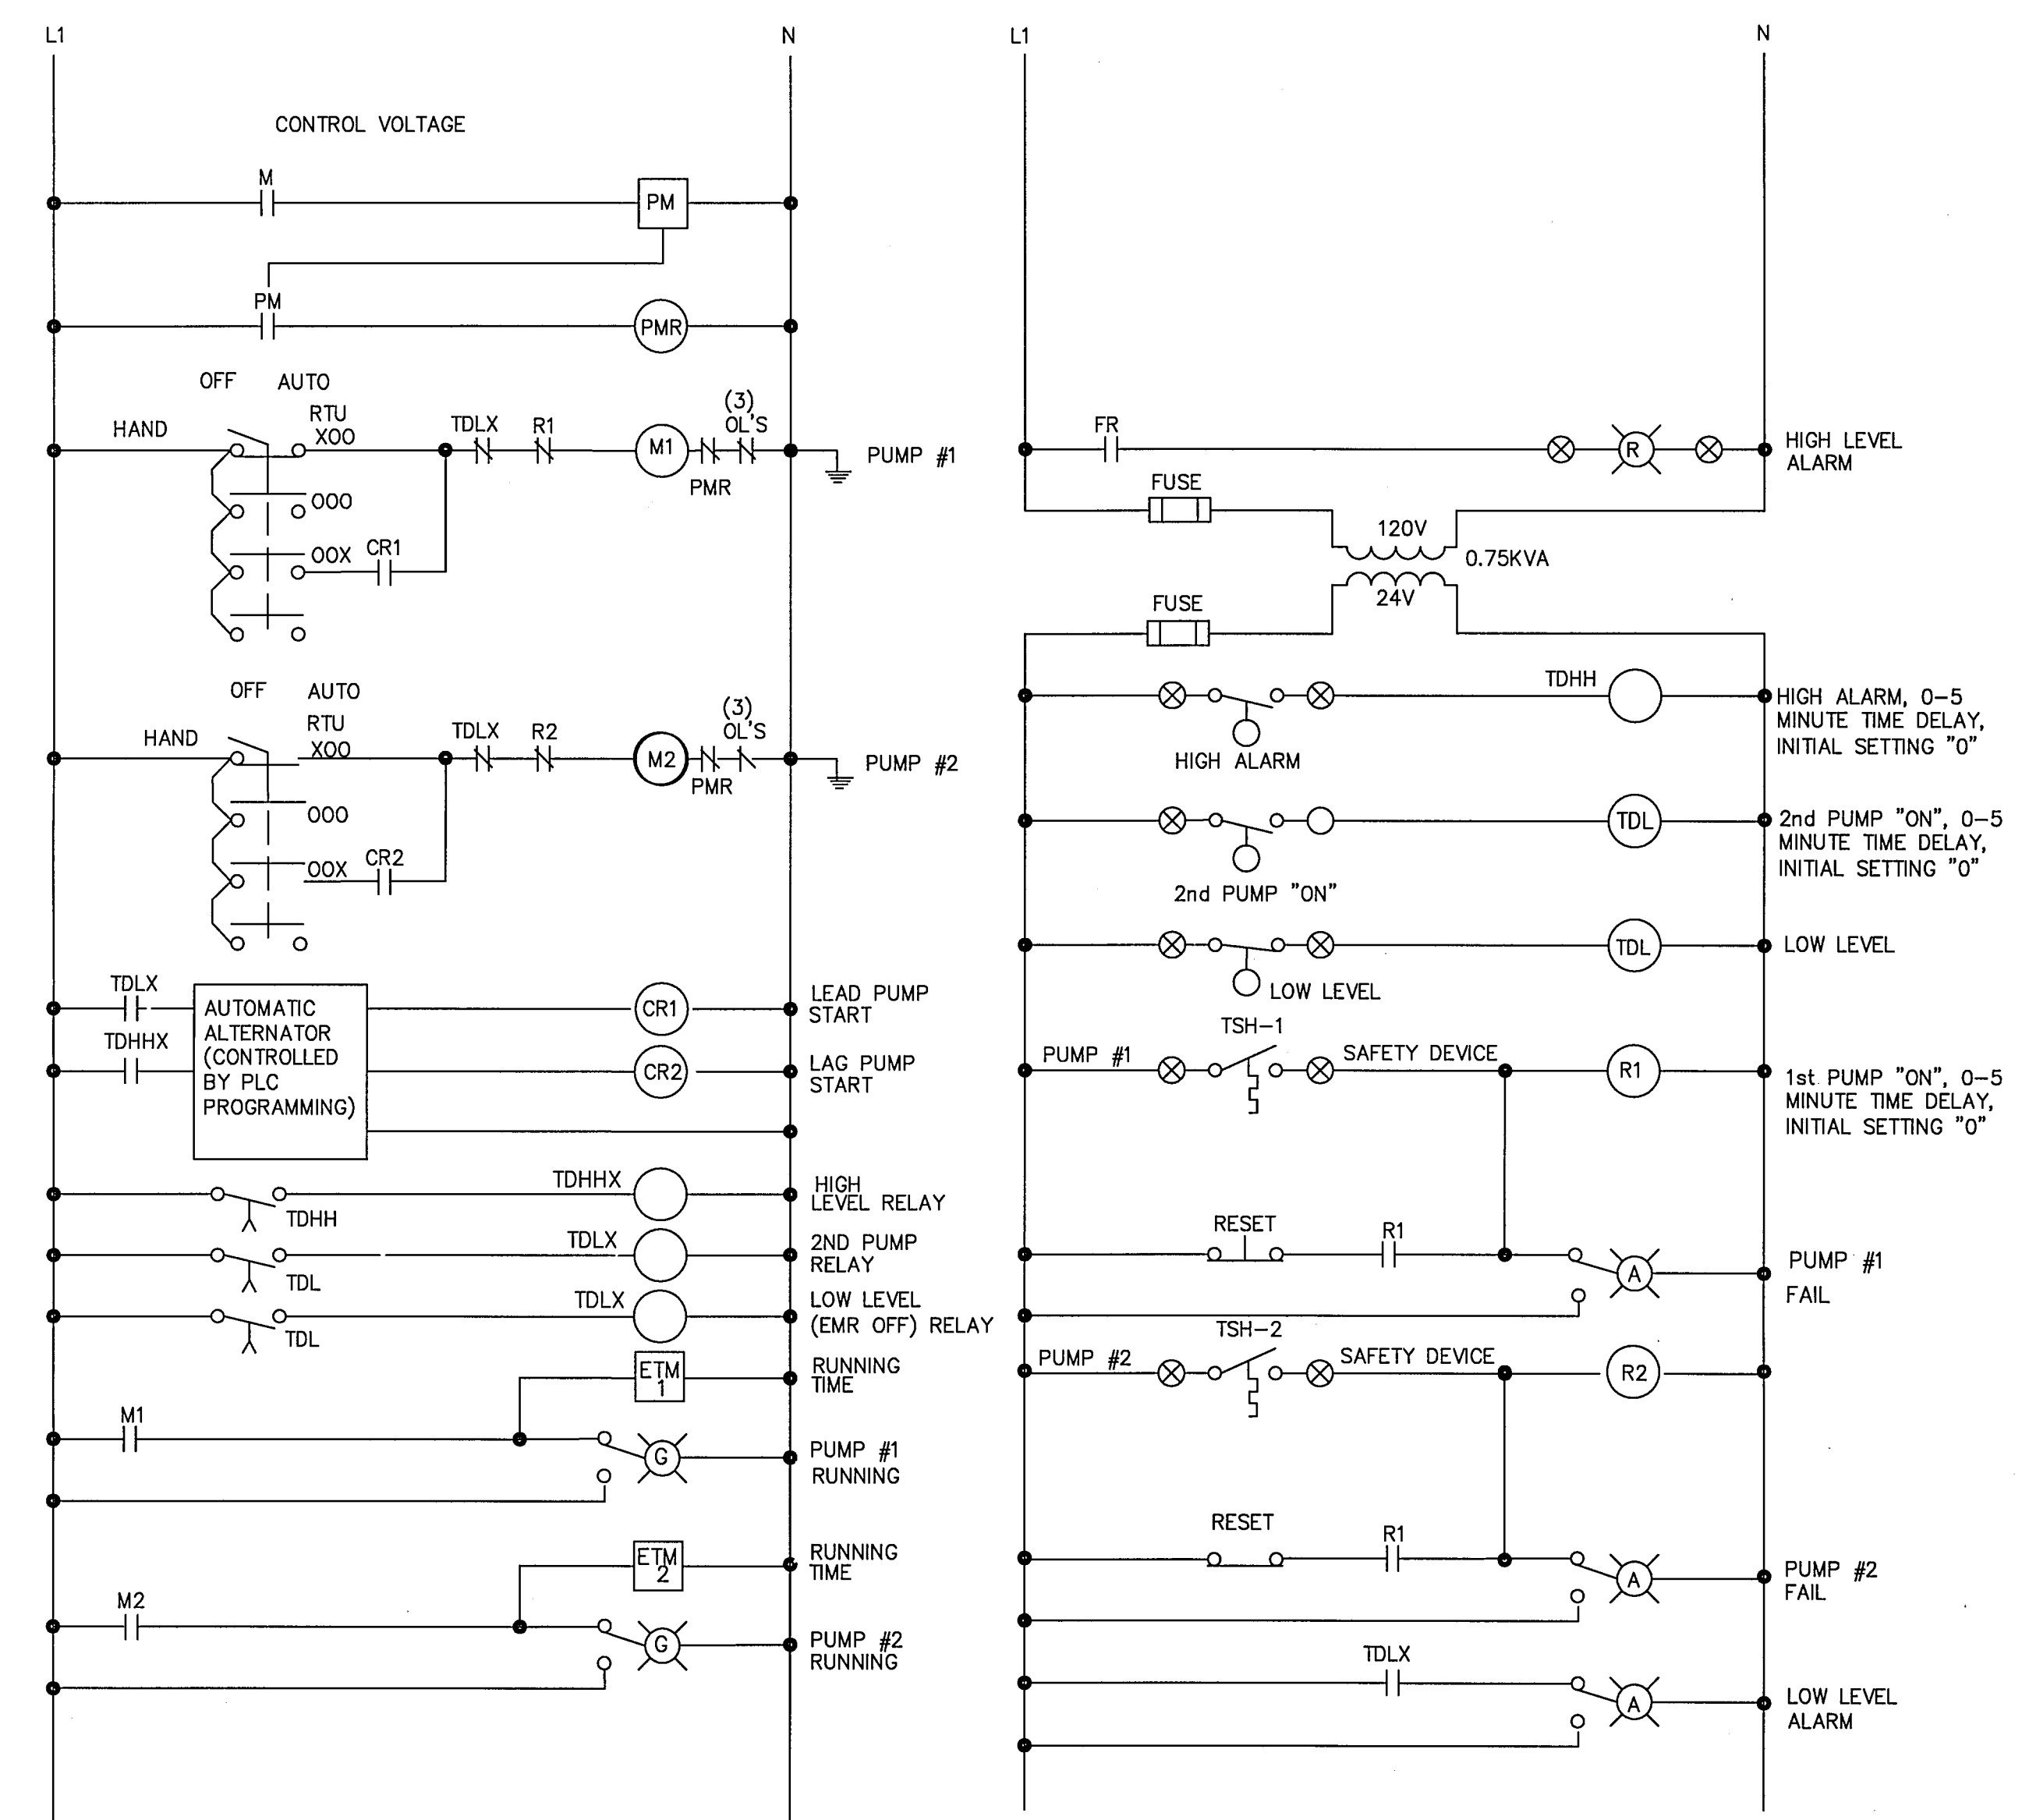 L1
N
CONTROL VOLTAGE
M
PM
PM
PMR
OFF
AUTO
HAND
RTU
XOO
TDLX
R1
M1
(3)
OL'S
PMR
PUMP #1
OOO
OOX
CR1
OFF
AUTO
HAND
RTU
XOO
TDLX
R2
M2
(3)
OL'S
PMR
PUMP #2
OOO
OOX
CR2
TDLX
TDHHX
AUTOMATIC
ALTERNATOR
(CONTROLLED
BY PLC
PROGRAMMING)
CR1
LEAD PUMP
START
CR2
LAG PUMP
START
TDHH
TDHHX
HIGH
LEVEL RELAY
TDL
TDLX
2ND PUMP
RELAY
TDL
TDLX
LOW LEVEL
(EMR OFF) RELAY
ETM
1
RUNNING
TIME
M1
G
PUMP #1
RUNNING
ETM
2
RUNNING
TIME
M2
G
PUMP #2
RUNNING
L1
N
FR
R
HIGH LEVEL
ALARM
FUSE
120V
0.75KVA
24V
FUSE
TDHH
HIGH ALARM
HIGH ALARM, 0-5
MINUTE TIME DELAY,
INITIAL SETTING "0"
TDL
2nd PUMP "ON"
2nd PUMP "ON", 0-5
MINUTE TIME DELAY,
INITIAL SETTING "0"
TDL
LOW LEVEL
LOW LEVEL
TSH-1
PUMP #1
SAFETY DEVICE
R1
1st PUMP "ON", 0-5
MINUTE TIME DELAY,
INITIAL SETTING "0"
RESET
R1
A
PUMP #1
FAIL
TSH-2
PUMP #2
SAFETY DEVICE
R2
RESET
R1
A
PUMP #2
FAIL
TDLX
A
LOW LEVEL
ALARM